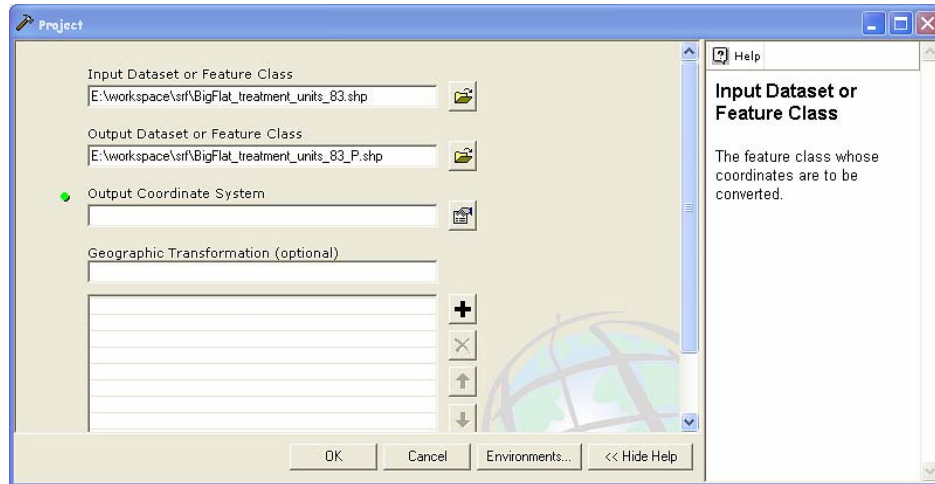 Project
Input Dataset or Feature Class
E:\workspace\srf\BigFlat_treatment_units_83.shp
Output Dataset or Feature Class
E:\workspace\srf\BigFlat_treatment_units_83_P.shp
Output Coordinate System
Geographic Transformation (optional)
OK
Cancel
Environments...
<< Hide Help
Help
Input Dataset or
Feature Class
The feature class whose
coordinates are to be
converted.